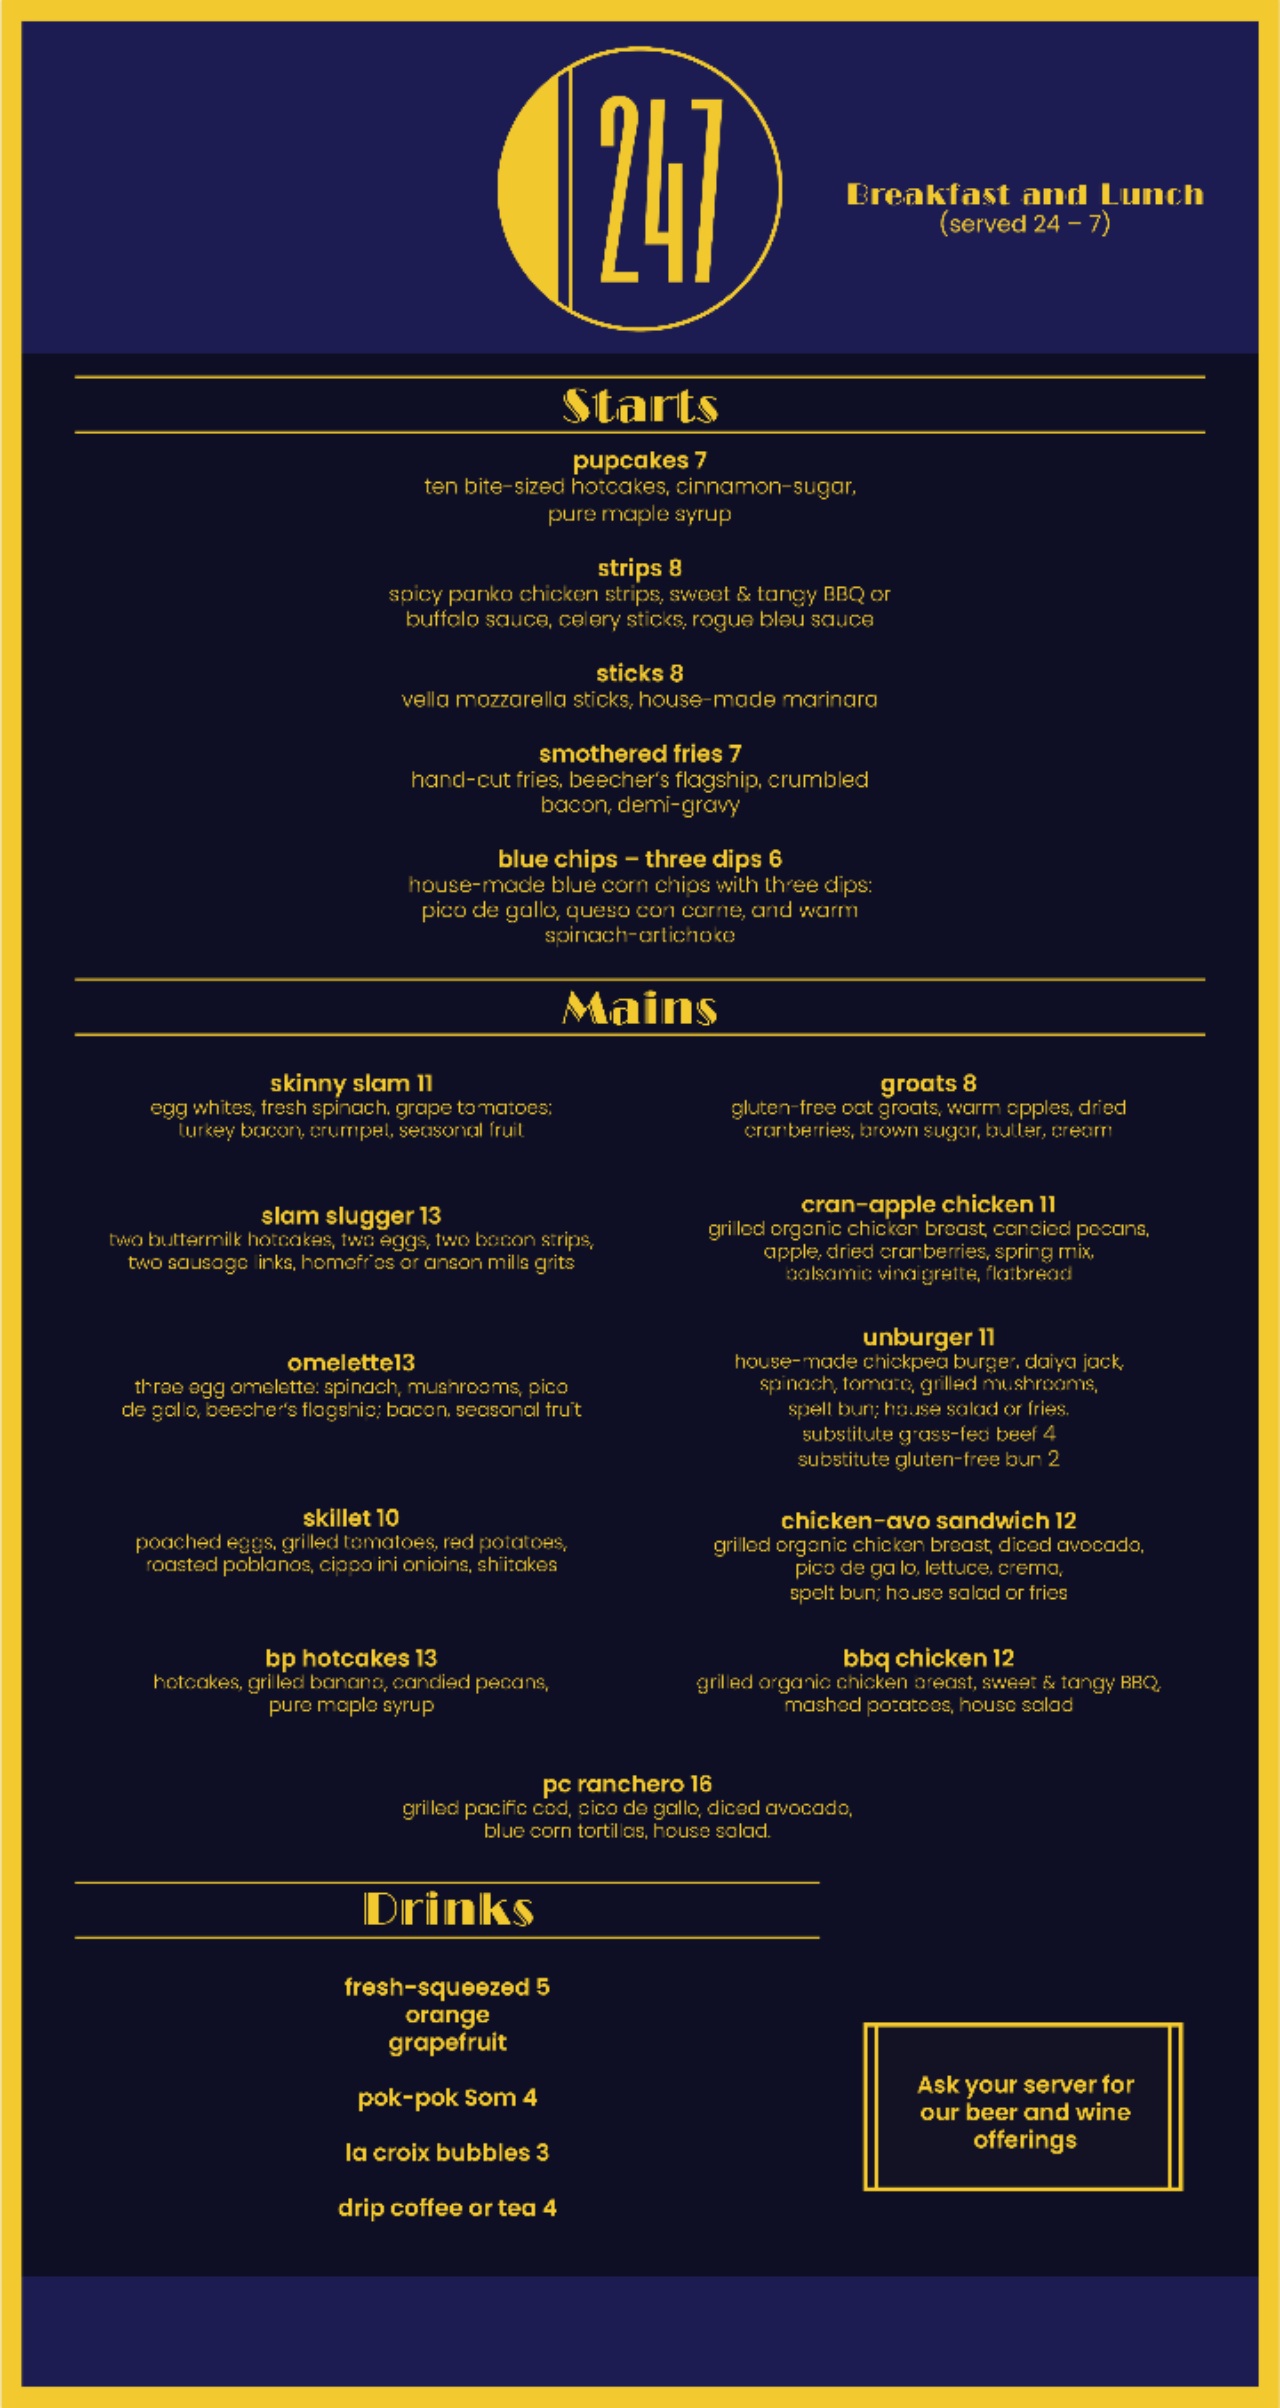 247
Breakfast and Lunch
(served 24 – 7)
Starts
pupcakes 7
ten bite-sized hotcakes, cinnamon-sugar,
pure maple syrup
strips 8
spicy panko chicken strips, sweet & tangy BBQ or
buffalo sauce, celery sticks, rogue bleu sauce
sticks 8
vella mozzarella sticks, house-made marinara
smothered fries 7
hand-cut fries, beecher's flagship, crumbled
bacon, demi-gravy
blue chips – three dips 6
house-made blue corn chips with three dips:
pico de gallo, queso con carne, and warm
spinach-artichoke
Mains
skinny slam 11
egg whites, fresh spinach, grape tomatoes;
turkey bacon, crumpet, seasonal fruit
slam slugger 13
two buttermilk hotcakes, two eggs, two bacon strips,
two sausage links, homefries or anson mills grits
omelette13
three egg omelette: spinach, mushrooms, pico
de gallo, beecher's flagship; bacon, seasonal fruit
skillet 10
poached eggs, grilled tomatoes, red potatoes,
roasted poblanos, cippolini onioins, shiitakes
bp hotcakes 13
hotcakes, grilled banana, candied pecans,
pure maple syrup
groats 8
gluten-free oat groats, warm apples, dried
cranberries, brown sugar, butter, cream
cran-apple chicken 11
grilled organic chicken breast, candied pecans,
apple, dried cranberries, spring mix,
balsamic vinaigrette, flatbread
unburger 11
house-made chickpea burger, daiya jack,
spinach, tomato, grilled mushrooms,
spelt bun; house salad or fries.
substitute grass-fed beef 4
substitute gluten-free bun 2
chicken-avo sandwich 12
grilled organic chicken breast, diced avocado,
pico de gallo, lettuce, crema,
spelt bun; house salad or fries
bbq chicken 12
grilled organic chicken breast, sweet & tangy BBQ,
mashed potatoes, house salad
pc ranchero 16
grilled pacific cod, pico de gallo, diced avocado,
blue corn tortillas, house salad.
Drinks
fresh-squeezed 5
orange
grapefruit
pok-pok Som 4
la croix bubbles 3
drip coffee or tea 4
Ask your server for
our beer and wine
offerings